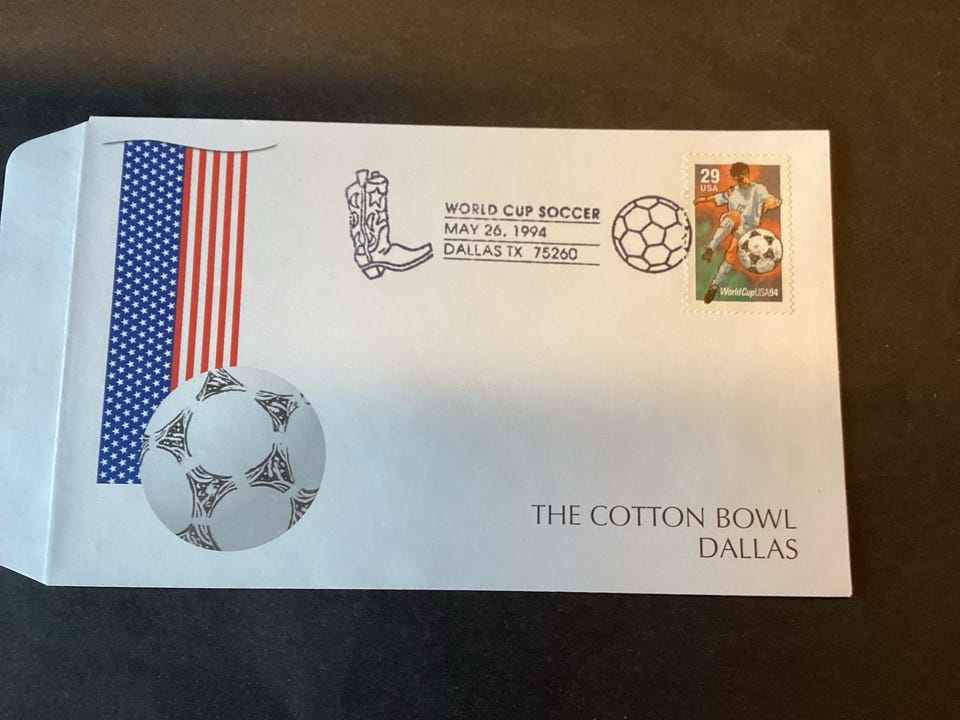 WORLD CUP SOCCER
MAY 26, 1994
DALLAS TX 75260
29
USA
WorldCupUSA94
THE COTTON BOWL
DALLAS